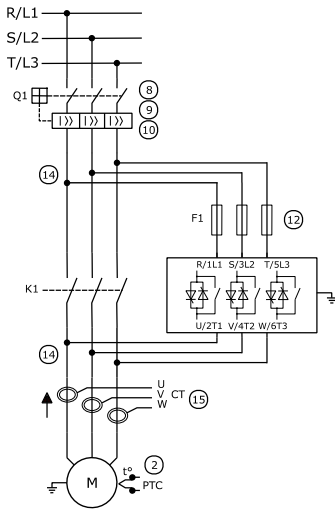 R/L1
S/L2
T/L3
Q1
8
9
I>> I>> I>>
10
14
F1
12
R/1L1 S/3L2 T/5L3
K1
U/2T1 V/4T2 W/6T3
14
U
V CT 15
W
2
M t° PTC